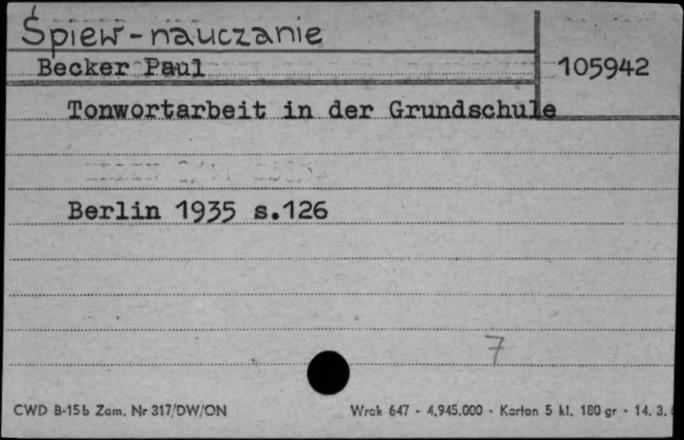 Śpiew-nauczanie
Becker Paul
105942
Tonwortarbeit in der Grundschule
Berlin 1935 s.126
7
CWD B-15b Zam. Nr 317/DW/ON
Wrak 647 - 4,945.000 - Karton 5 kl. 180 gr - 14. 3.